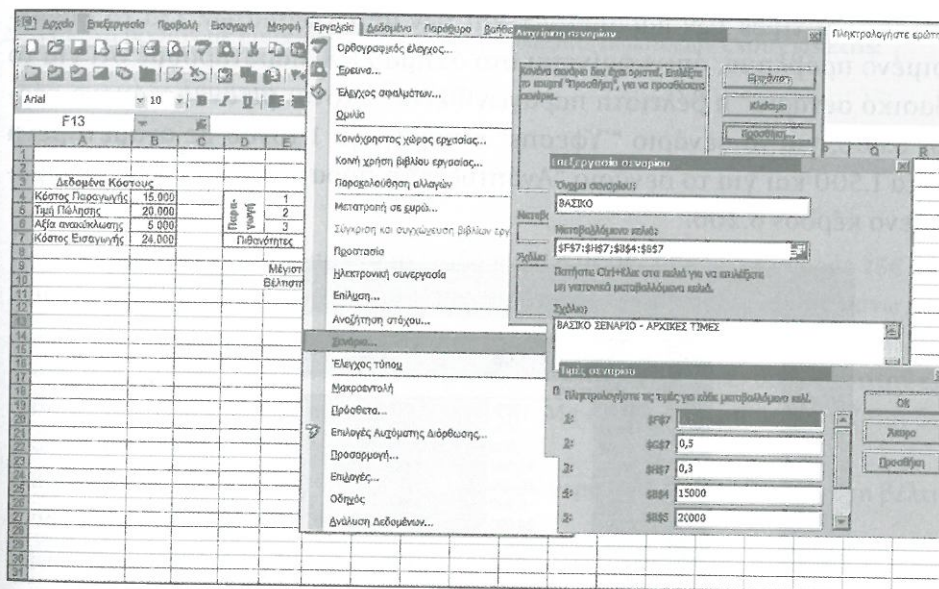 Αρχείο Επεξεργασία Προβολή Εισαγωγή Μορφή Εργαλεία Δεδομένα Παράθυρο Βοήθε
Πληκτρολογήστε ερώτη
Arial 10 B I U
F13
A B C D E Q R
Δεδομένα Κόστους
Κόστος Παραγωγής 15.000
Τιμή Πώλησης 20.000
Αξία ανακύκλωσης 5.000
Κόστος Εισαγωγής 24.000
Παρα-
γωγή
1
2
3
Πιθανότητες
Μέγιστ
Βέλτιστη
Ορθογραφικός έλεγχος...
Έρευνα...
Έλεγχος σφαλμάτων...
Ομιλία
Κοινόχρηστος χώρος εργασίας...
Κοινή χρήση βιβλίου εργασίας...
Παρακολούθηση αλλαγών
Μετατροπή σε ευρώ...
Σύγκριση και συγχώνευση βιβλίων εργ
Προστασία
Ηλεκτρονική συνεργασία
Επίλυση...
Αναζήτηση στόχου...
Σενάρια...
Έλεγχος τύπου
Μακροεντολή
Πρόσθετα...
Επιλογές Αυτόματης Διόρθωσης...
Προσαρμογή...
Επιλογές...
Οδηγός
Ανάλυση Δεδομένων...
Διαχείριση σεναρίου
Κανένα σενάριο δεν έχει οριστεί. Επιλέξτε
το κουμπί "Προσθήκη", για να προσθέσετε
σενάρια.
Εμφάνιση
Κλείσιμο
Προσθήκη...
Μεταβ
Σχόλια
Επεξεργασία σεναρίου
Όνομα σεναρίου:
ΒΑΣΙΚΟ
Μεταβαλλόμενα κελιά:
$F$7:$H$7;$B$4:$B$7
Πατήστε Ctrl+Κλικ στα κελιά για να επιλέξετε
μη γειτονικά μεταβαλλόμενα κελιά.
Σχόλιο:
ΒΑΣΙΚΟ ΣΕΝΑΡΙΟ - ΑΡΧΙΚΕΣ ΤΙΜΕΣ
Τιμές σεναρίου
Πληκτρολογήστε τις τιμές για κάθε μεταβαλλόμενο κελί.
1: $F$7
2: $G$7 0,5
3: $H$7 0,3
4: $B$4 15000
5: $B$5 20000
OK
Άκυρο
Προσθήκη